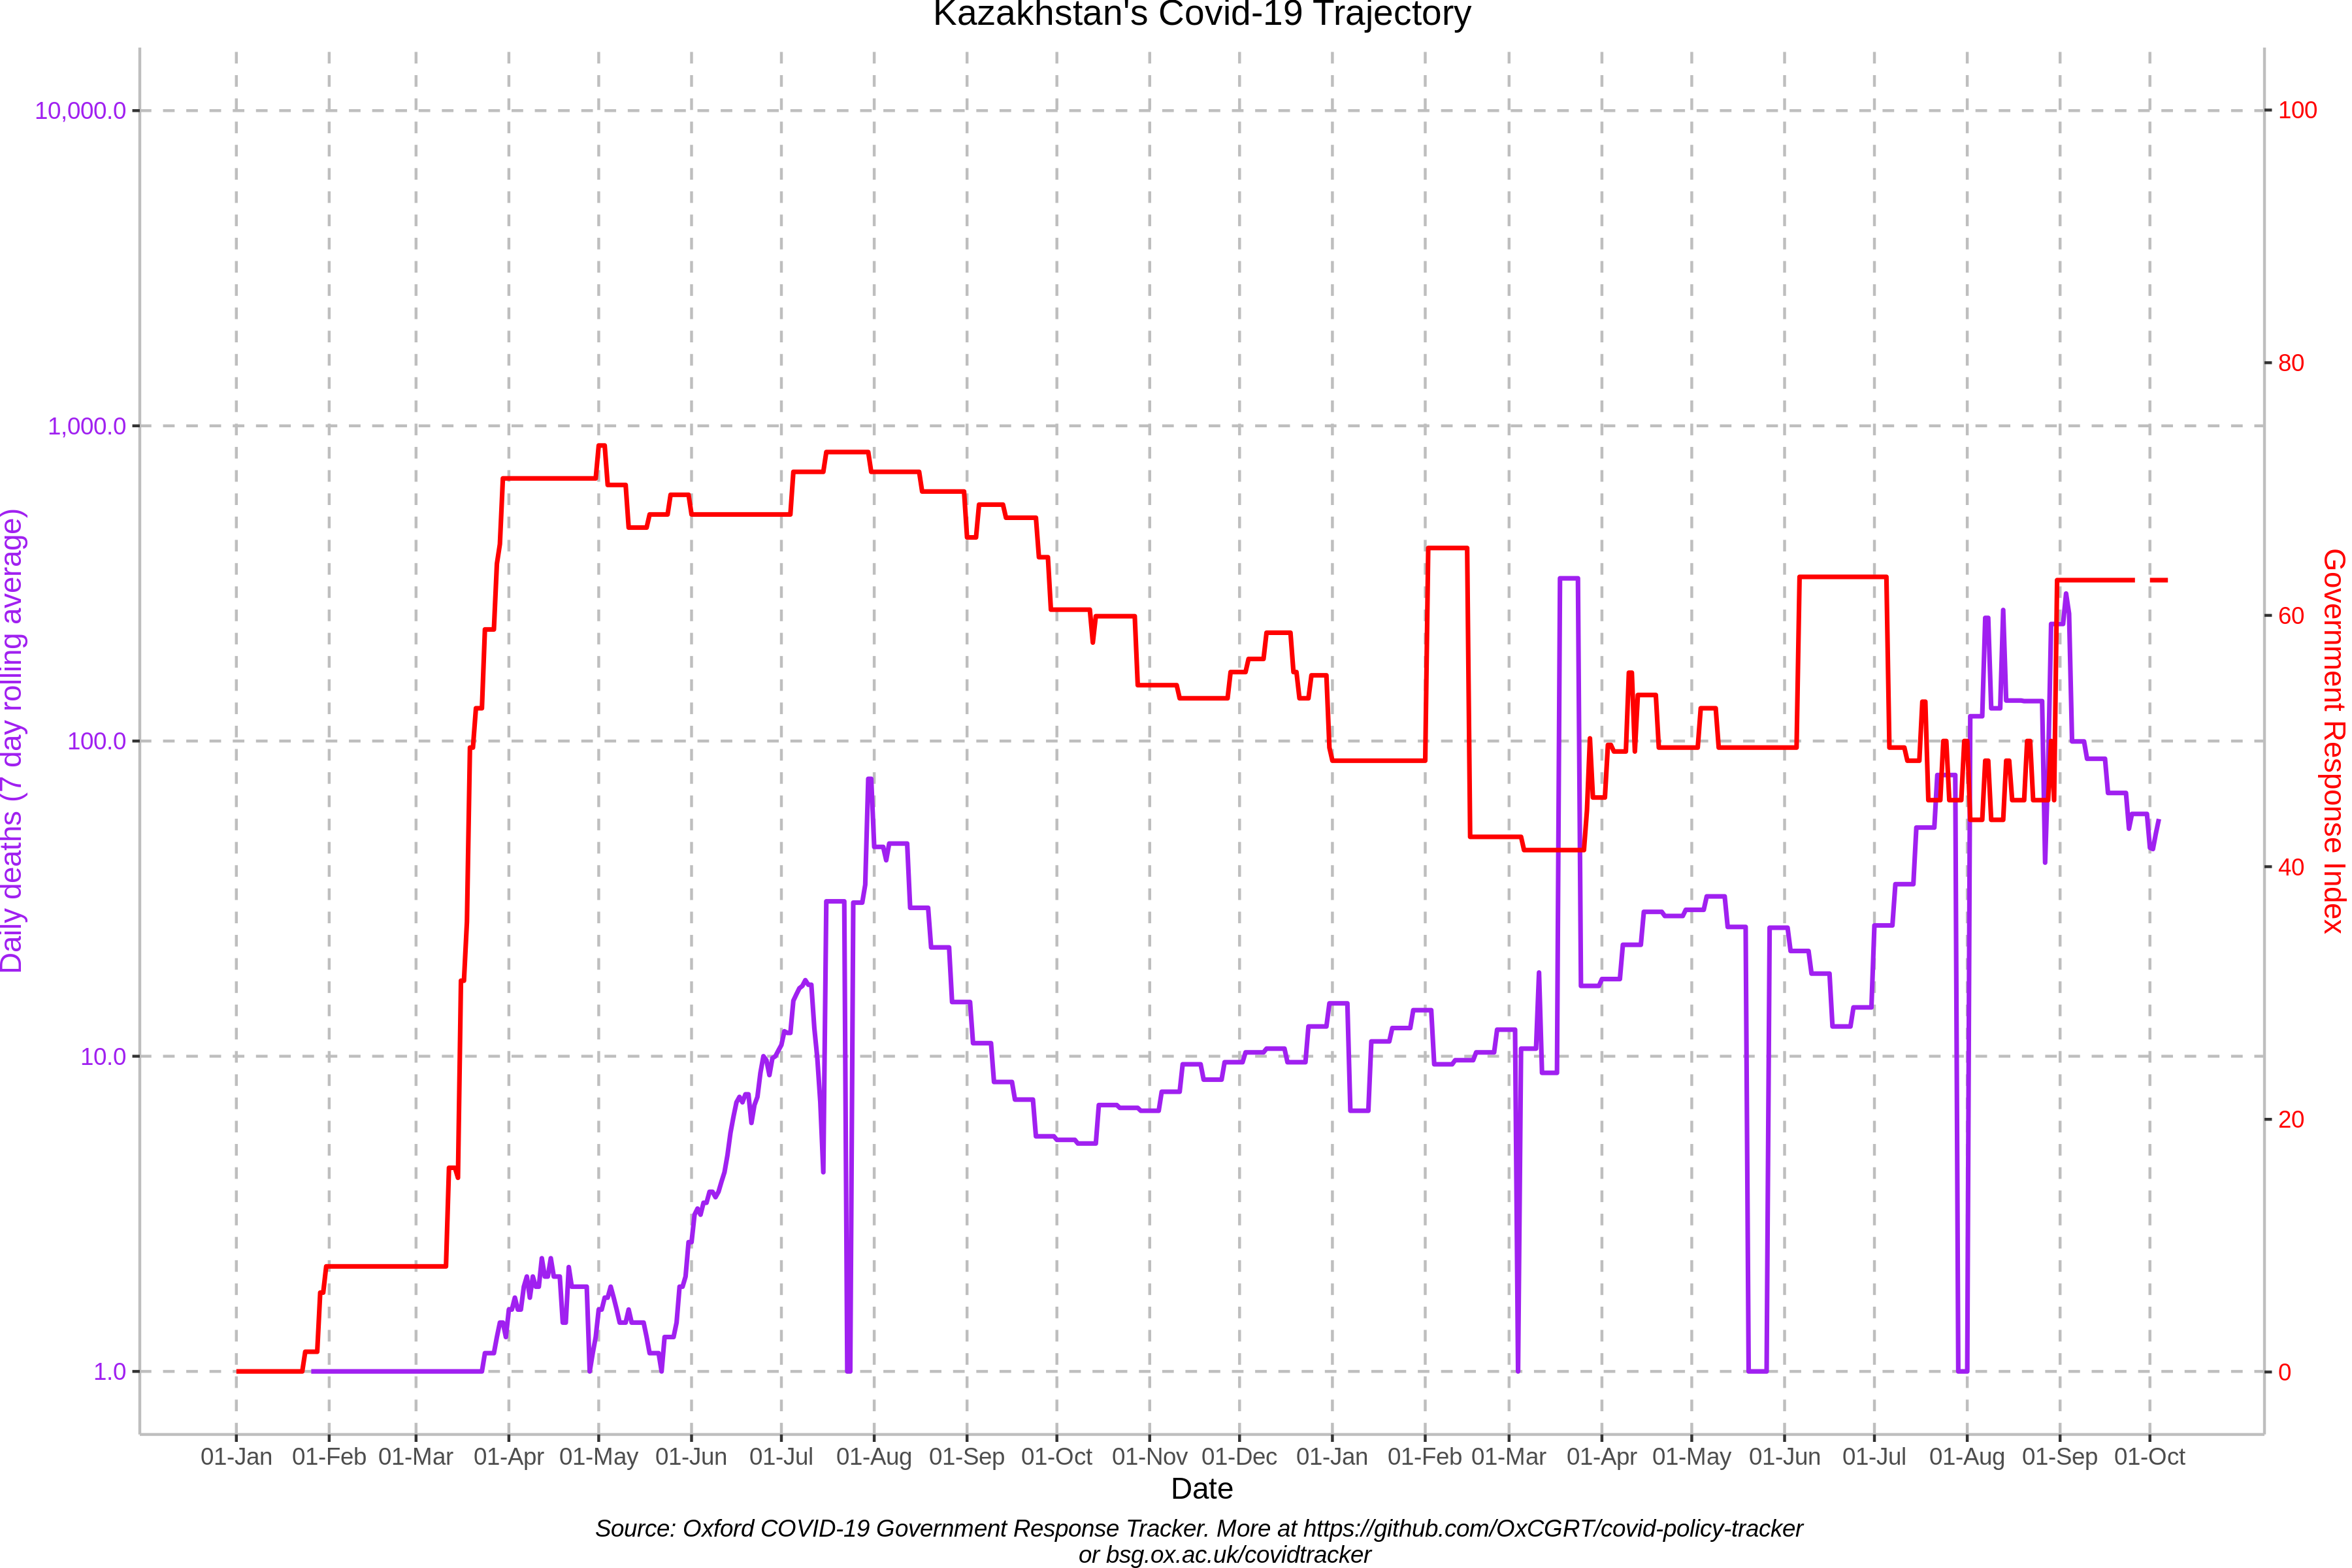 Kazakhstan's Covid-19 Trajectory
10,000.0
1,000.0
100.0
10.0
1.0
Daily deaths (7 day rolling average)
100
80
60
40
20
0
Government Response Index
01-Jan 01-Feb 01-Mar 01-Apr 01-May 01-Jun 01-Jul 01-Aug 01-Sep 01-Oct 01-Nov 01-Dec 01-Jan 01-Feb 01-Mar 01-Apr 01-May 01-Jun 01-Jul 01-Aug 01-Sep 01-Oct
Date
Source: Oxford COVID-19 Government Response Tracker. More at https://github.com/OxCGRT/covid-policy-tracker
or bsg.ox.ac.uk/covidtracker